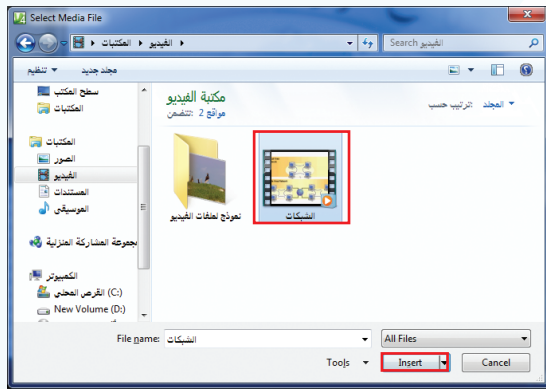 Select Media File
المكتبات
الفيديو
Search الفيديو
تنظيم
مجلد جديد
سطح المكتب
المكتبات
المكتبات
الصور
الفيديو
المستندات
الموسيقى
مجموعة المشاركة المنزلية
الكمبيوتر
القرص المحلي (C:)
New Volume (D:)
مكتبة الفيديو
تتضمن: 2 مواقع
ترتيب حسب: المجلد
نموذج لملفات الفيديو
الشبكات
File name: الشبكات
All Files
Tools
Insert
Cancel